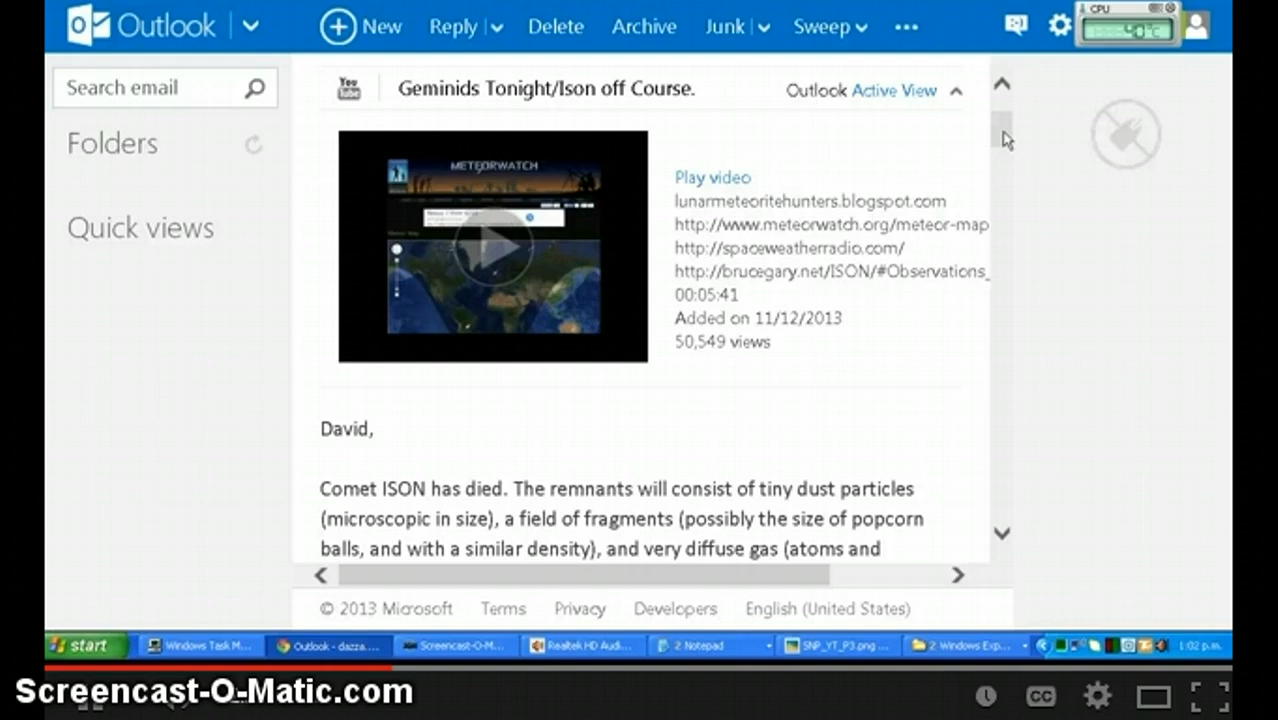 Outlook
New
Reply
Delete
Archive
Junk
Sweep
CPU
40°C
Search email
Folders
Quick views
You Tube
Geminids Tonight/Ison off Course.
Outlook Active View
METEORWATCH
Play video
lunarmeteoritehunters.blogspot.com
http://www.meteorwatch.org/meteor-map
http://spaceweatherradio.com/
http://brucegary.net/ISON/#Observations_
00:05:41
Added on 11/12/2013
50,549 views
David,
Comet ISON has died. The remnants will consist of tiny dust particles
(microscopic in size), a field of fragments (possibly the size of popcorn
balls, and with a similar density), and very diffuse gas (atoms and
© 2013 Microsoft
Terms
Privacy
Developers
English (United States)
start
Windows Task M...
Outlook - dazza....
Screencast-O-M...
Realtek HD Audi...
2 Notepad
SNP_YT_P3.png ...
2 Windows Exp...
1:02 p.m.
Screencast-O-Matic.com
CC